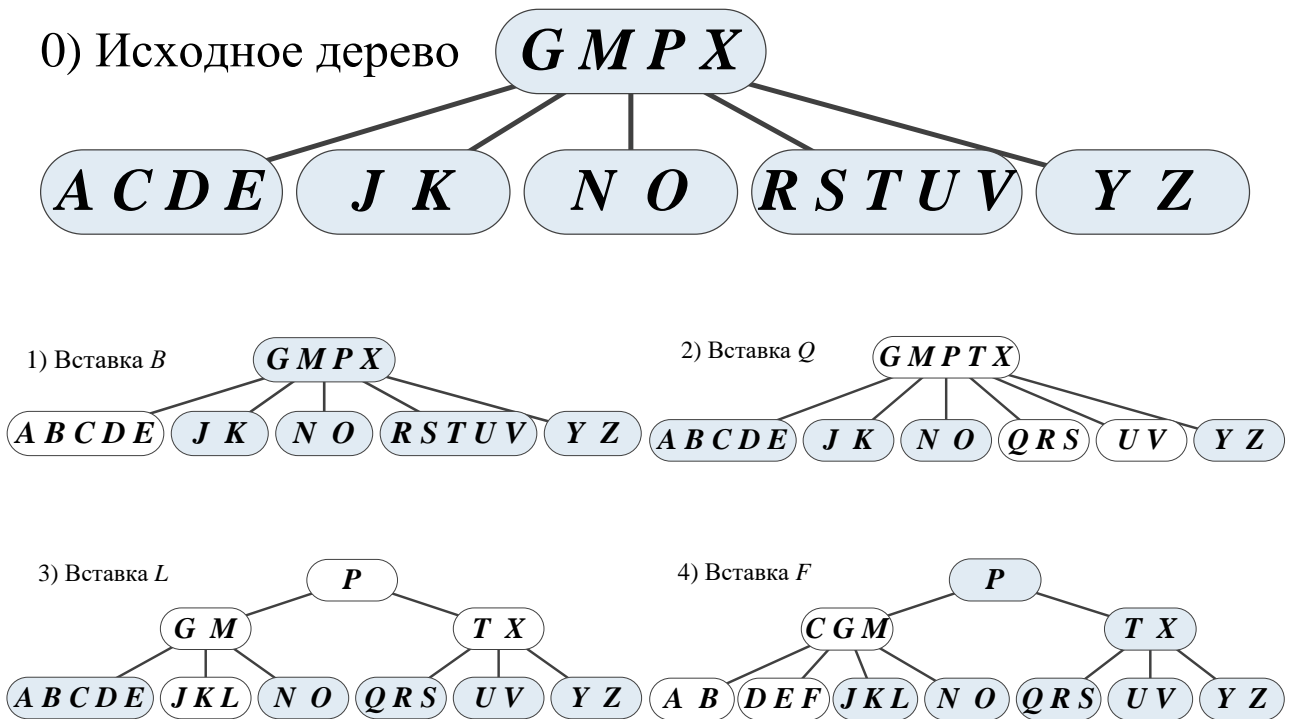 0) Исходное дерево
G M P X
A C D E J K N O R S T U V Y Z
1) Вставка B
G M P X
A B C D E J K N O R S T U V Y Z
2) Вставка Q
G M P T X
A B C D E J K N O Q R S U V Y Z
3) Вставка L
P
G M T X
A B C D E J K L N O Q R S U V Y Z
4) Вставка F
P
C G M T X
A B D E F J K L N O Q R S U V Y Z